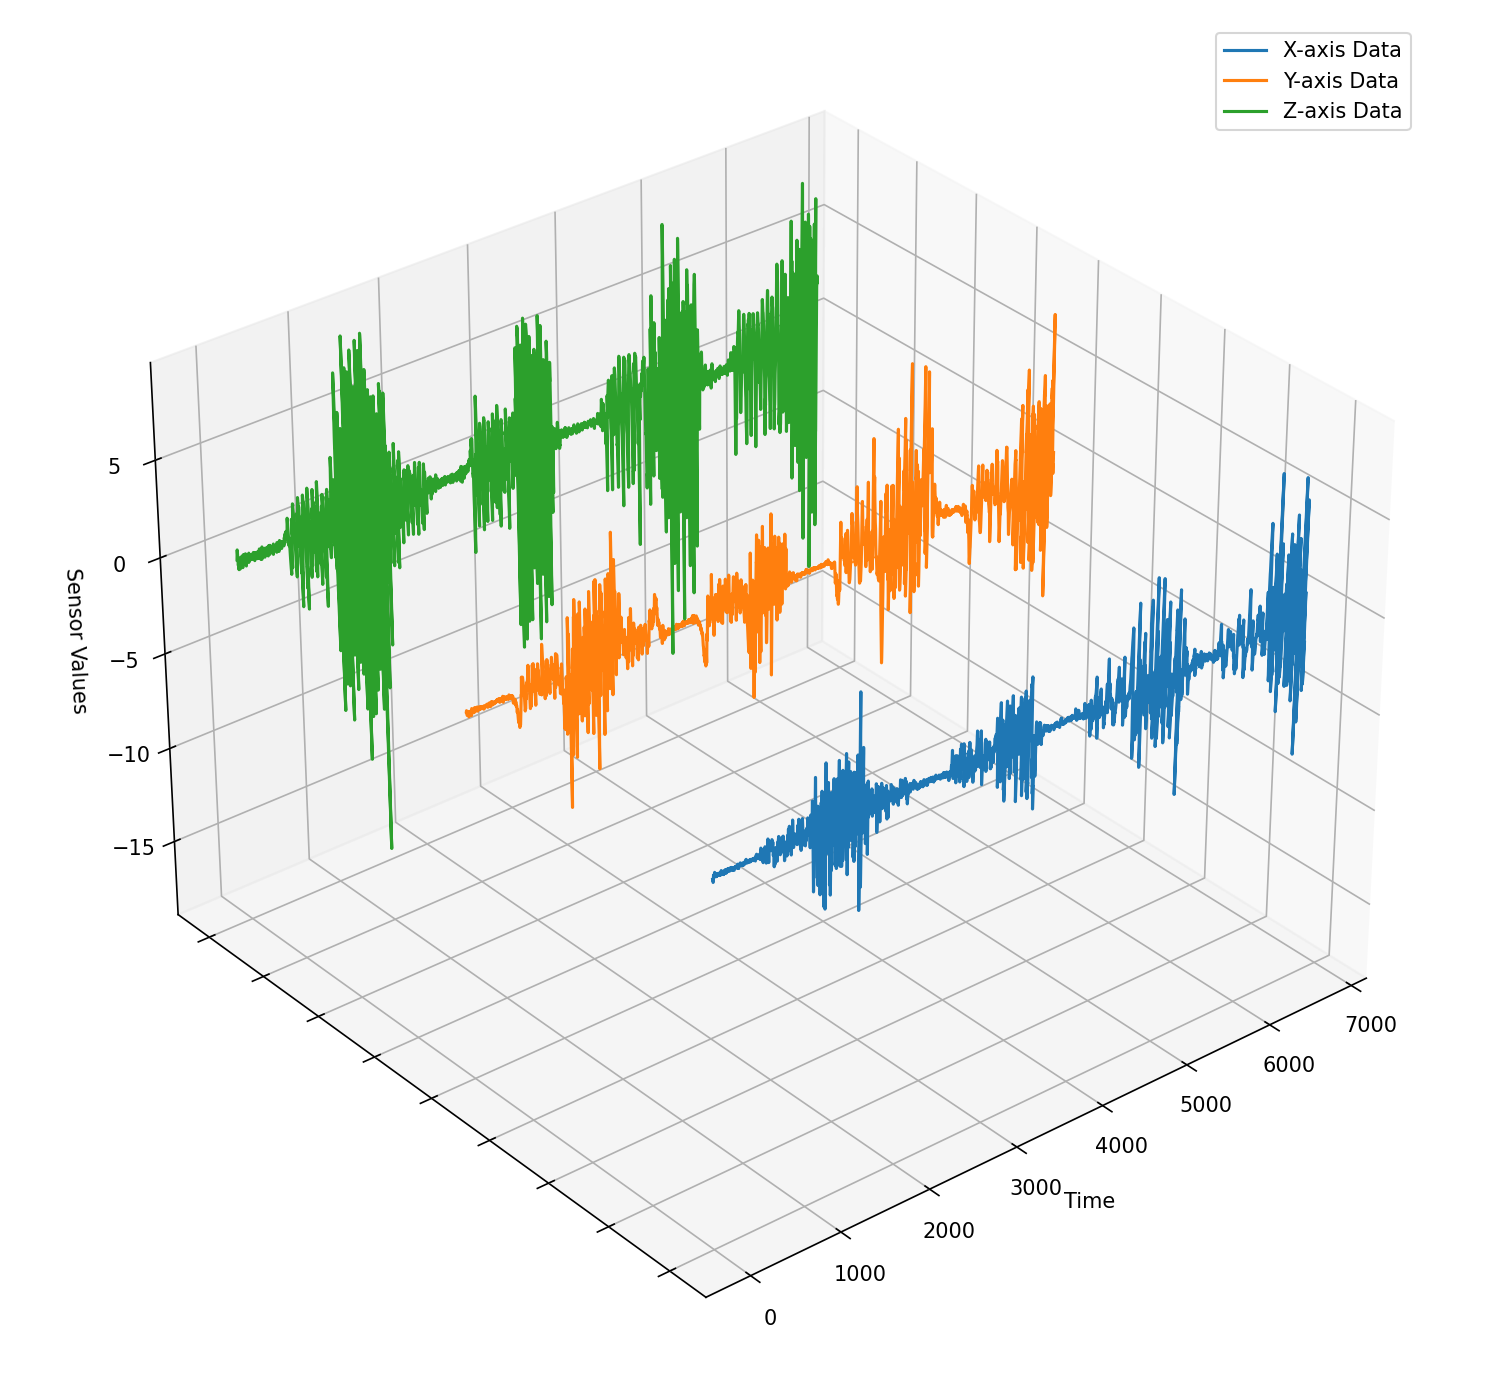 X-axis Data
Y-axis Data
Z-axis Data
5
0
−5
−10
−15
Sensor Values
0
1000
2000
3000
4000
5000
6000
7000
Time